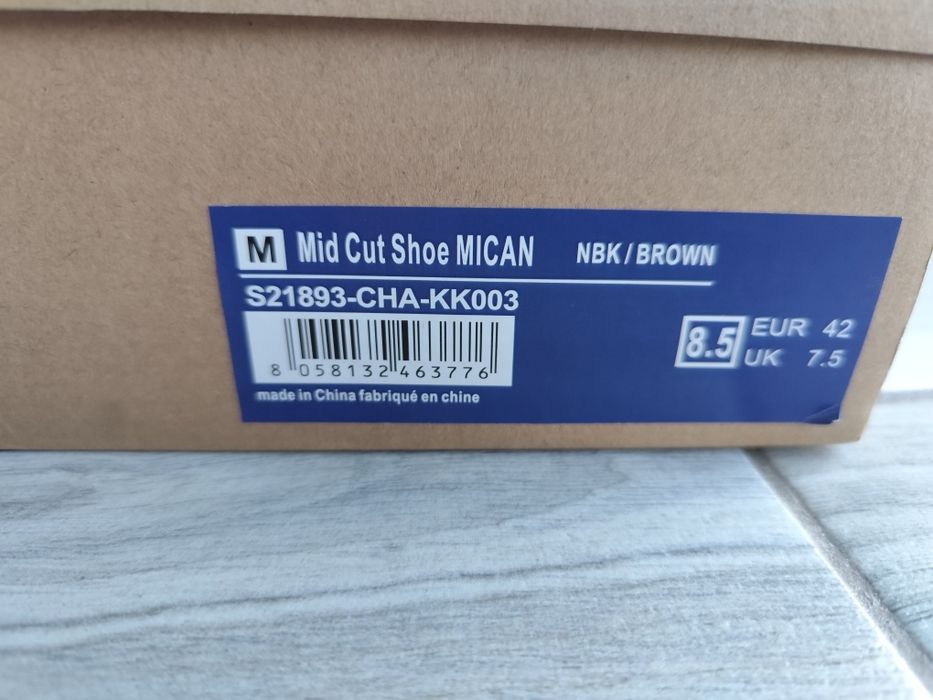 M Mid Cut Shoe MICAN NBK / BROWN
S21893-CHA-KK003
8.5 EUR 42
UK 7.5
8 058132 463776
made in China fabriqué en chine